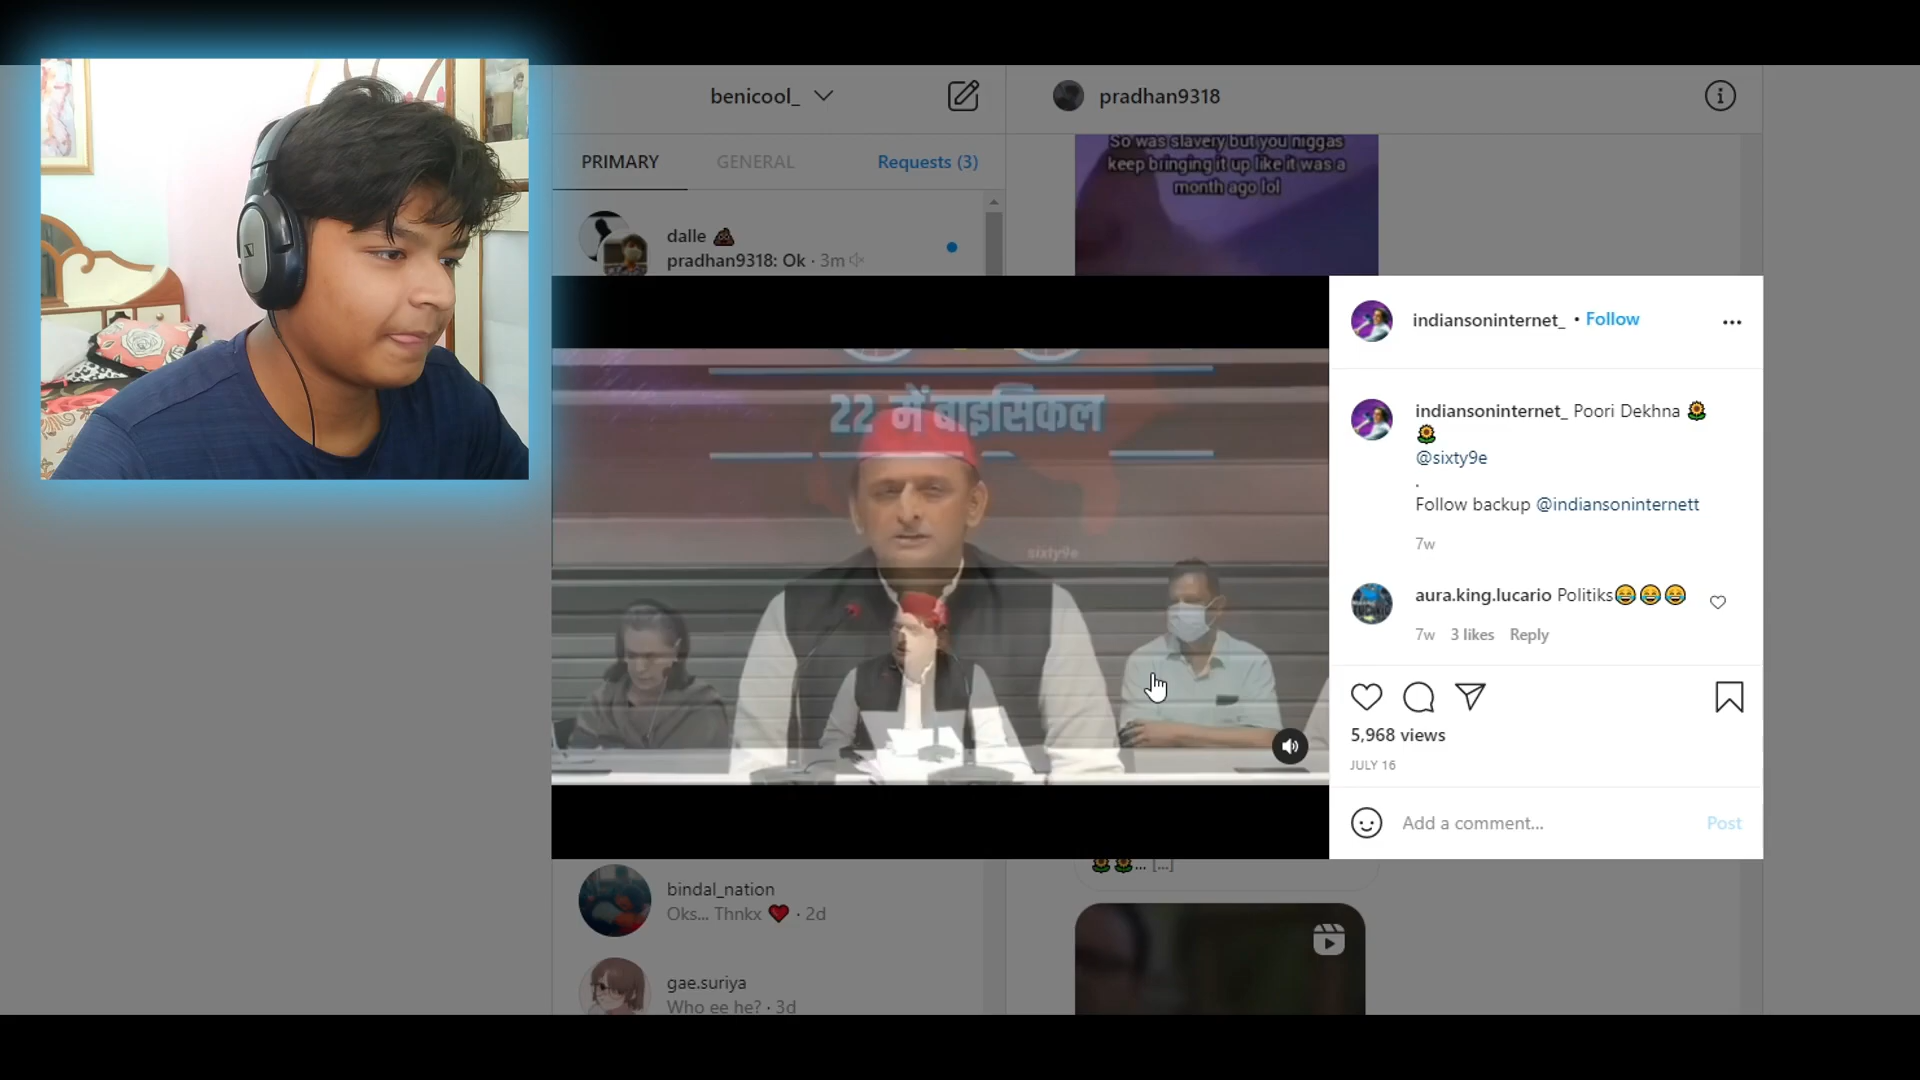 benicool_
pradhan9318
PRIMARY
GENERAL
Requests (3)
So was slavery but you niggas
keep bringing it up like it was a
month ago lol
dalle 💩
pradhan9318: Ok · 3m
22 में बाइसिकल
sixty9e
indiansoninternet_ • Follow
indiansoninternet_ Poori Dekhna 🌻
🌻
@sixty9e
.
Follow backup @indiansoninternett
7w
aura.king.lucario Politiks😂😂😂
7w 3 likes Reply
5,968 views
JULY 16
Add a comment...
Post
🌻🌻... [...]
bindal_nation
Oks... Thnkx ❤️ · 2d
gae.suriya
Who ee he? · 3d